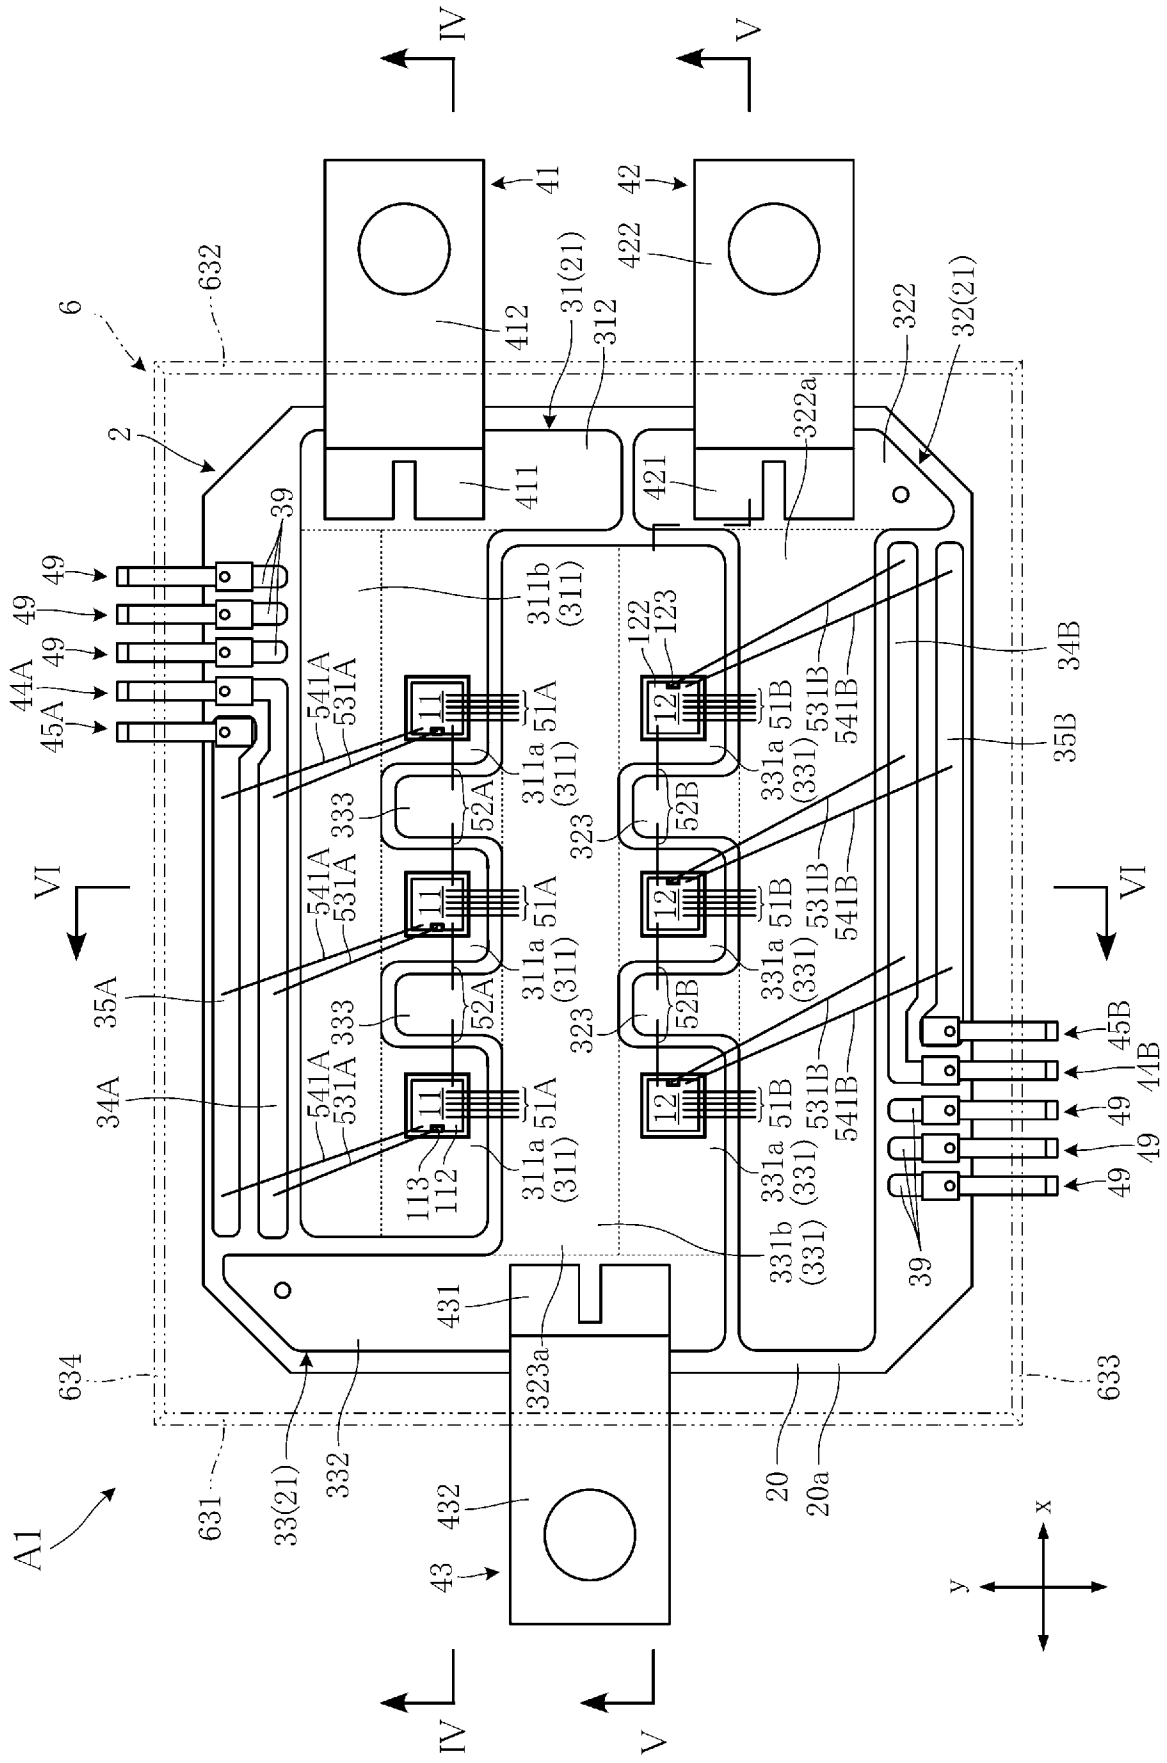 A1
634
631
33(21)
332
34A
35A
VI
45A
44A
49
49
49
2
6
632
IV
541A
531A
541A
531A
541A
531A
39
113
112
11
11
11
333
333
311a
(311)
311a
(311)
311a
(311)
311b
(311)
51A
52A
51A
52A
51A
411
412
41
31(21)
312
V
43
432
431
323a
323
323
12
12
12
122
123
331b
(331)
331a
(331)
331a
(331)
331a
(331)
51B
52B
51B
52B
51B
531B
541B
531B
541B
531B
541B
421
422
42
322a
322
32(21)
34B
35B
39
49
49
49
44B
45B
VI
20
20a
633
IV
V
y
x